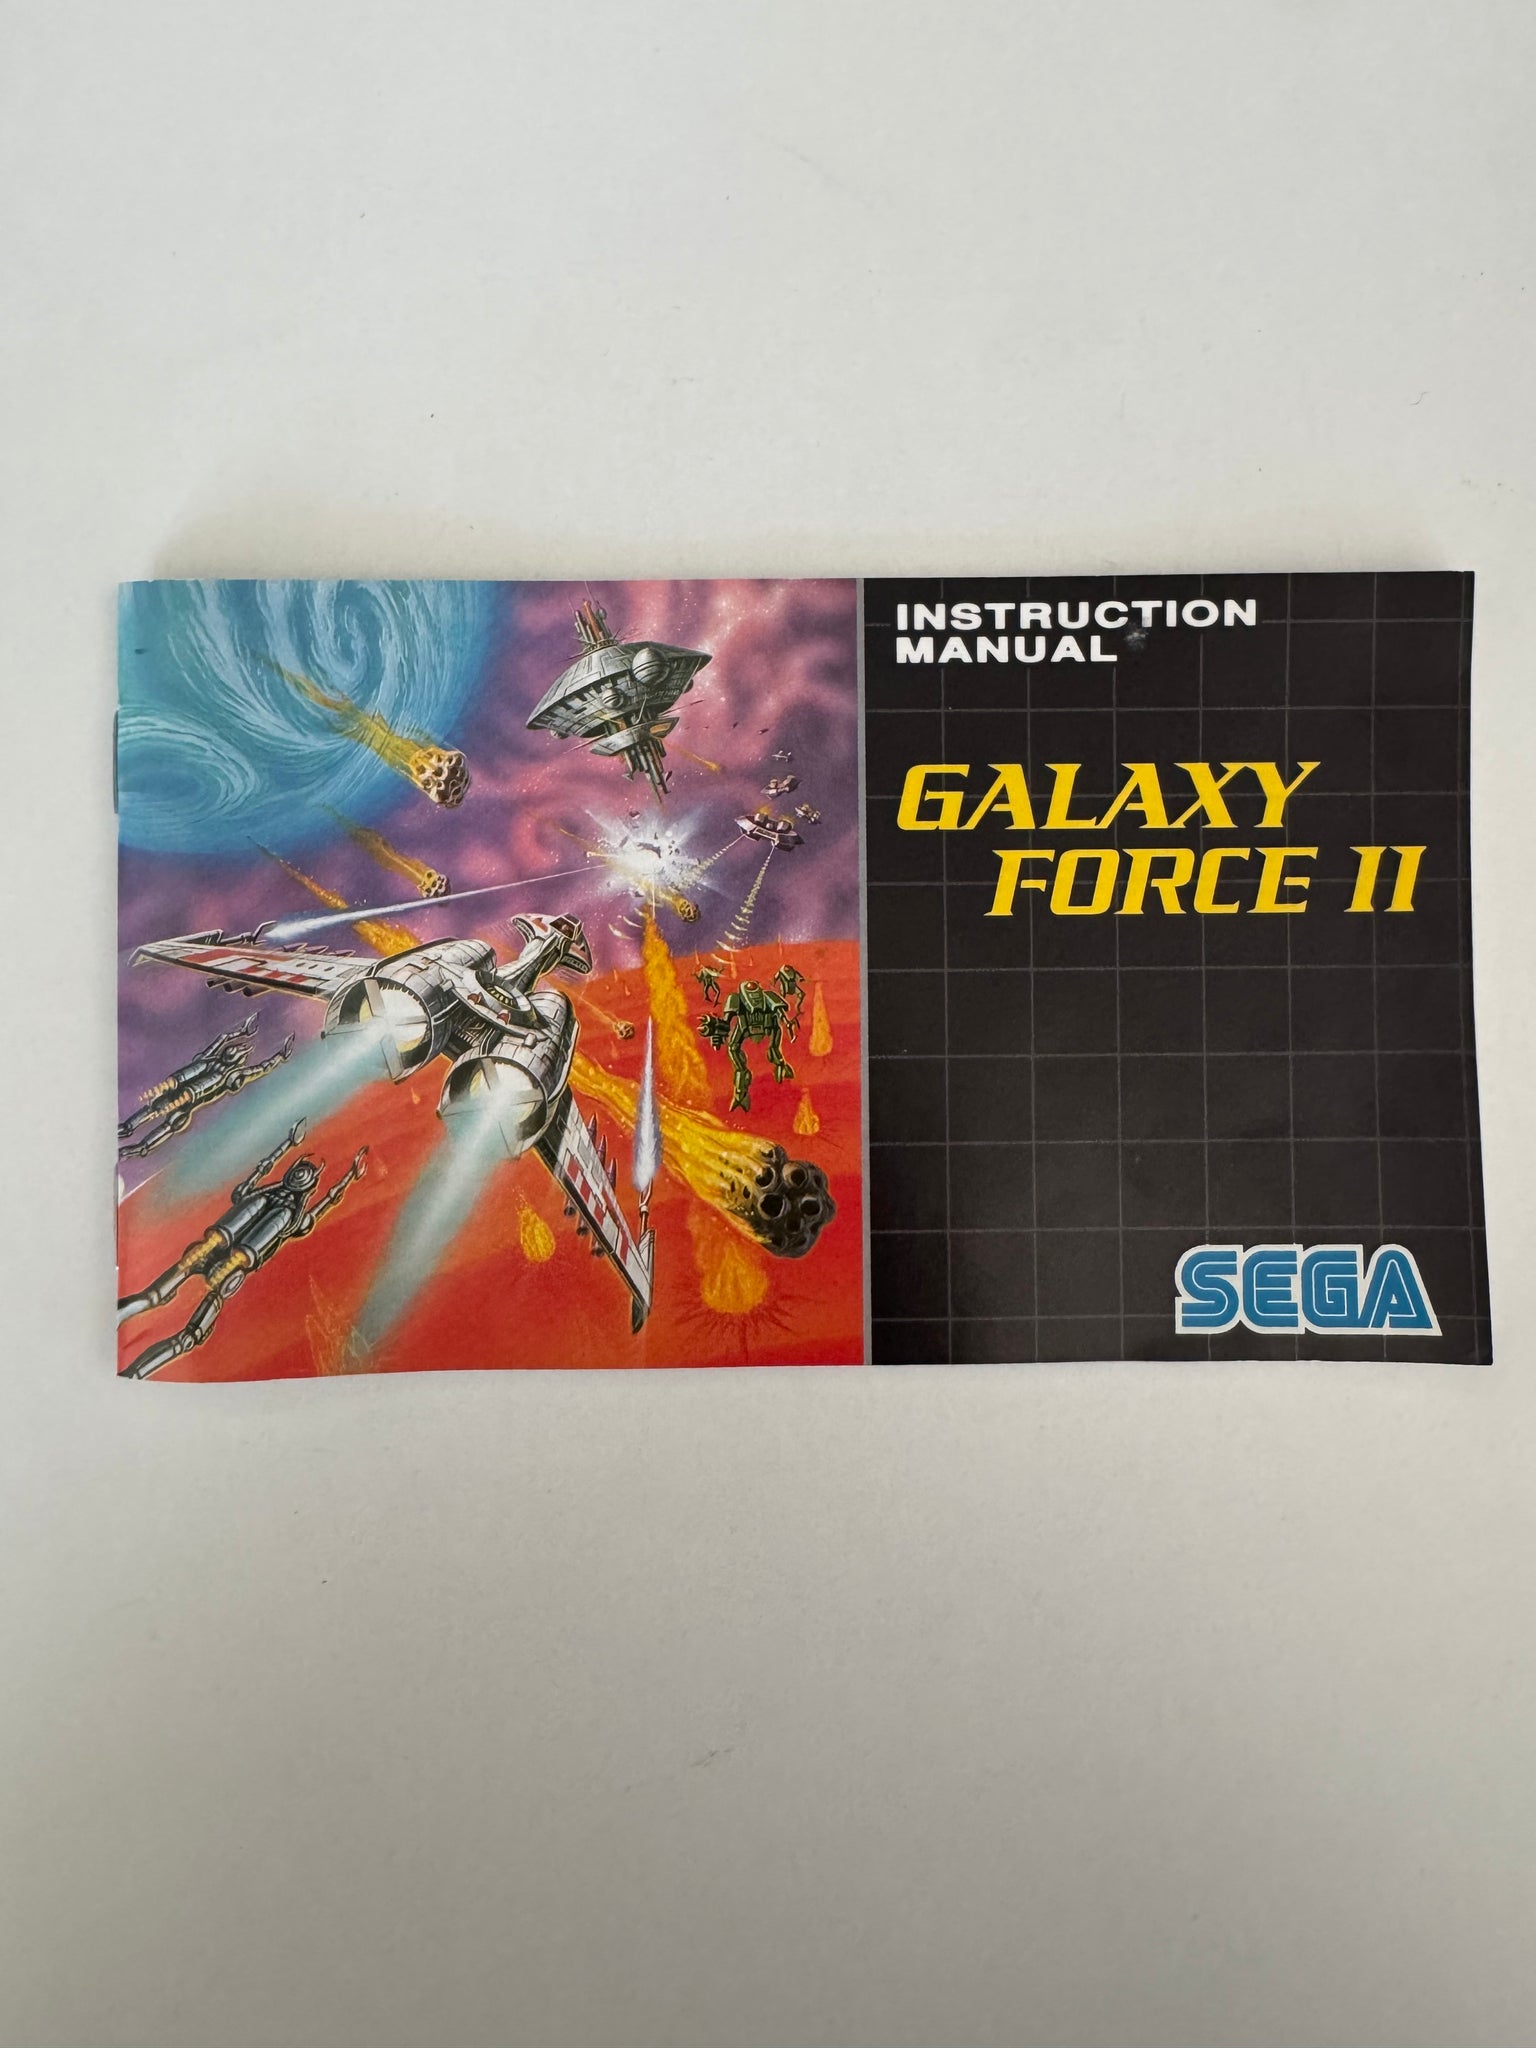 INSTRUCTION
MANUAL
GALAXY
FORCE II
SEGA